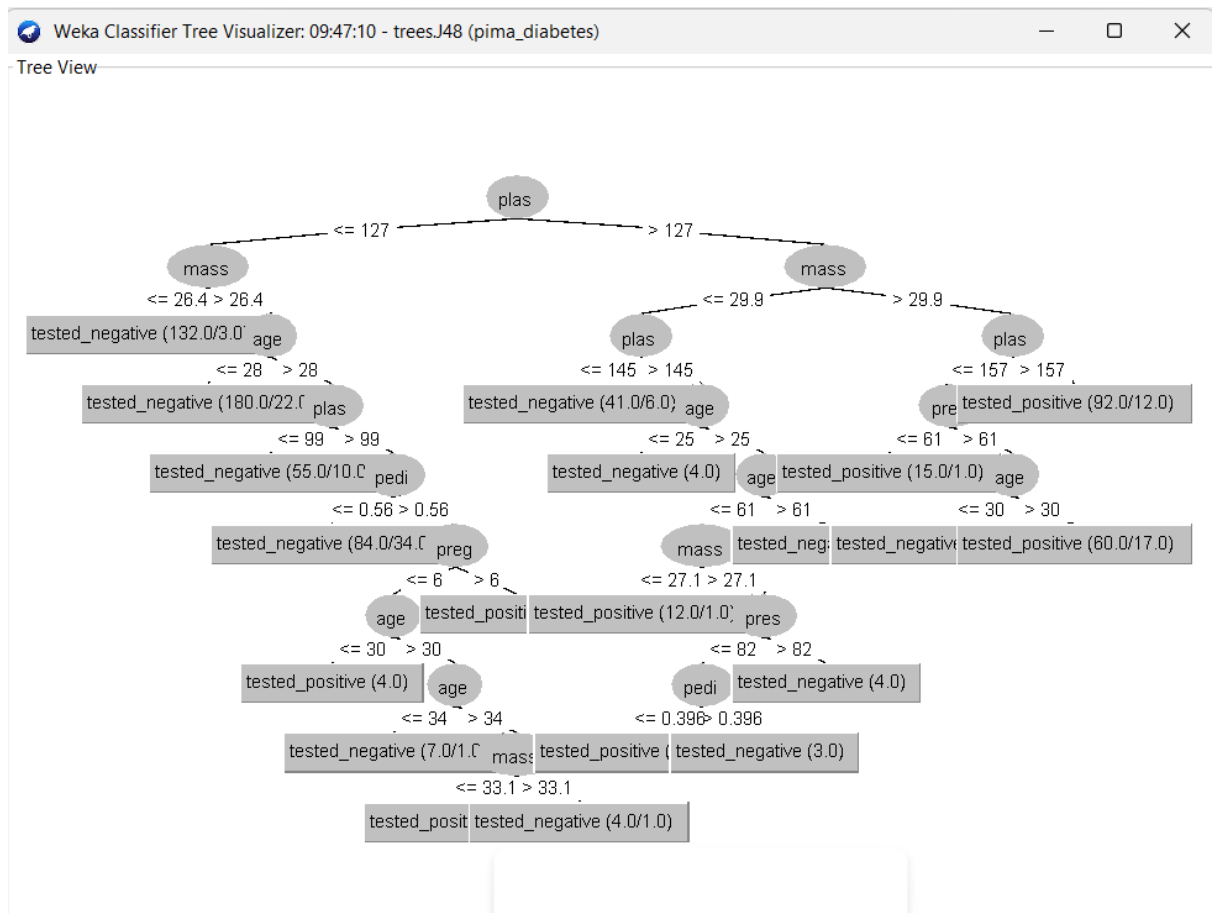 Weka Classifier Tree Visualizer: 09:47:10 - trees.J48 (pima_diabetes)
Tree View
plas
<= 127 > 127
mass mass
<= 26.4 > 26.4 <= 29.9 > 29.9
tested_negative (132.0/3.0) age plas plas
<= 28 > 28 <= 145 > 145 <= 157 > 157
tested_negative (180.0/22.0 plas tested_negative (41.0/6.0) age pre tested_positive (92.0/12.0)
<= 99 > 99 <= 25 > 25 <= 61 > 61
tested_negative (55.0/10.0 pedi tested_negative (4.0) age tested_positive (15.0/1.0) age
<= 0.56 > 0.56 <= 61 > 61 <= 30 > 30
tested_negative (84.0/34.0 preg mass tested_neg tested_negative tested_positive (60.0/17.0)
<= 6 > 6 <= 27.1 > 27.1
age tested_positi tested_positive (12.0/1.0) pres
<= 30 > 30 <= 82 > 82
tested_positive (4.0) age pedi tested_negative (4.0)
<= 34 > 34 <= 0.396 > 0.396
tested_negative (7.0/1.0 mass tested_positive ( tested_negative (3.0)
<= 33.1 > 33.1
tested_posit tested_negative (4.0/1.0)